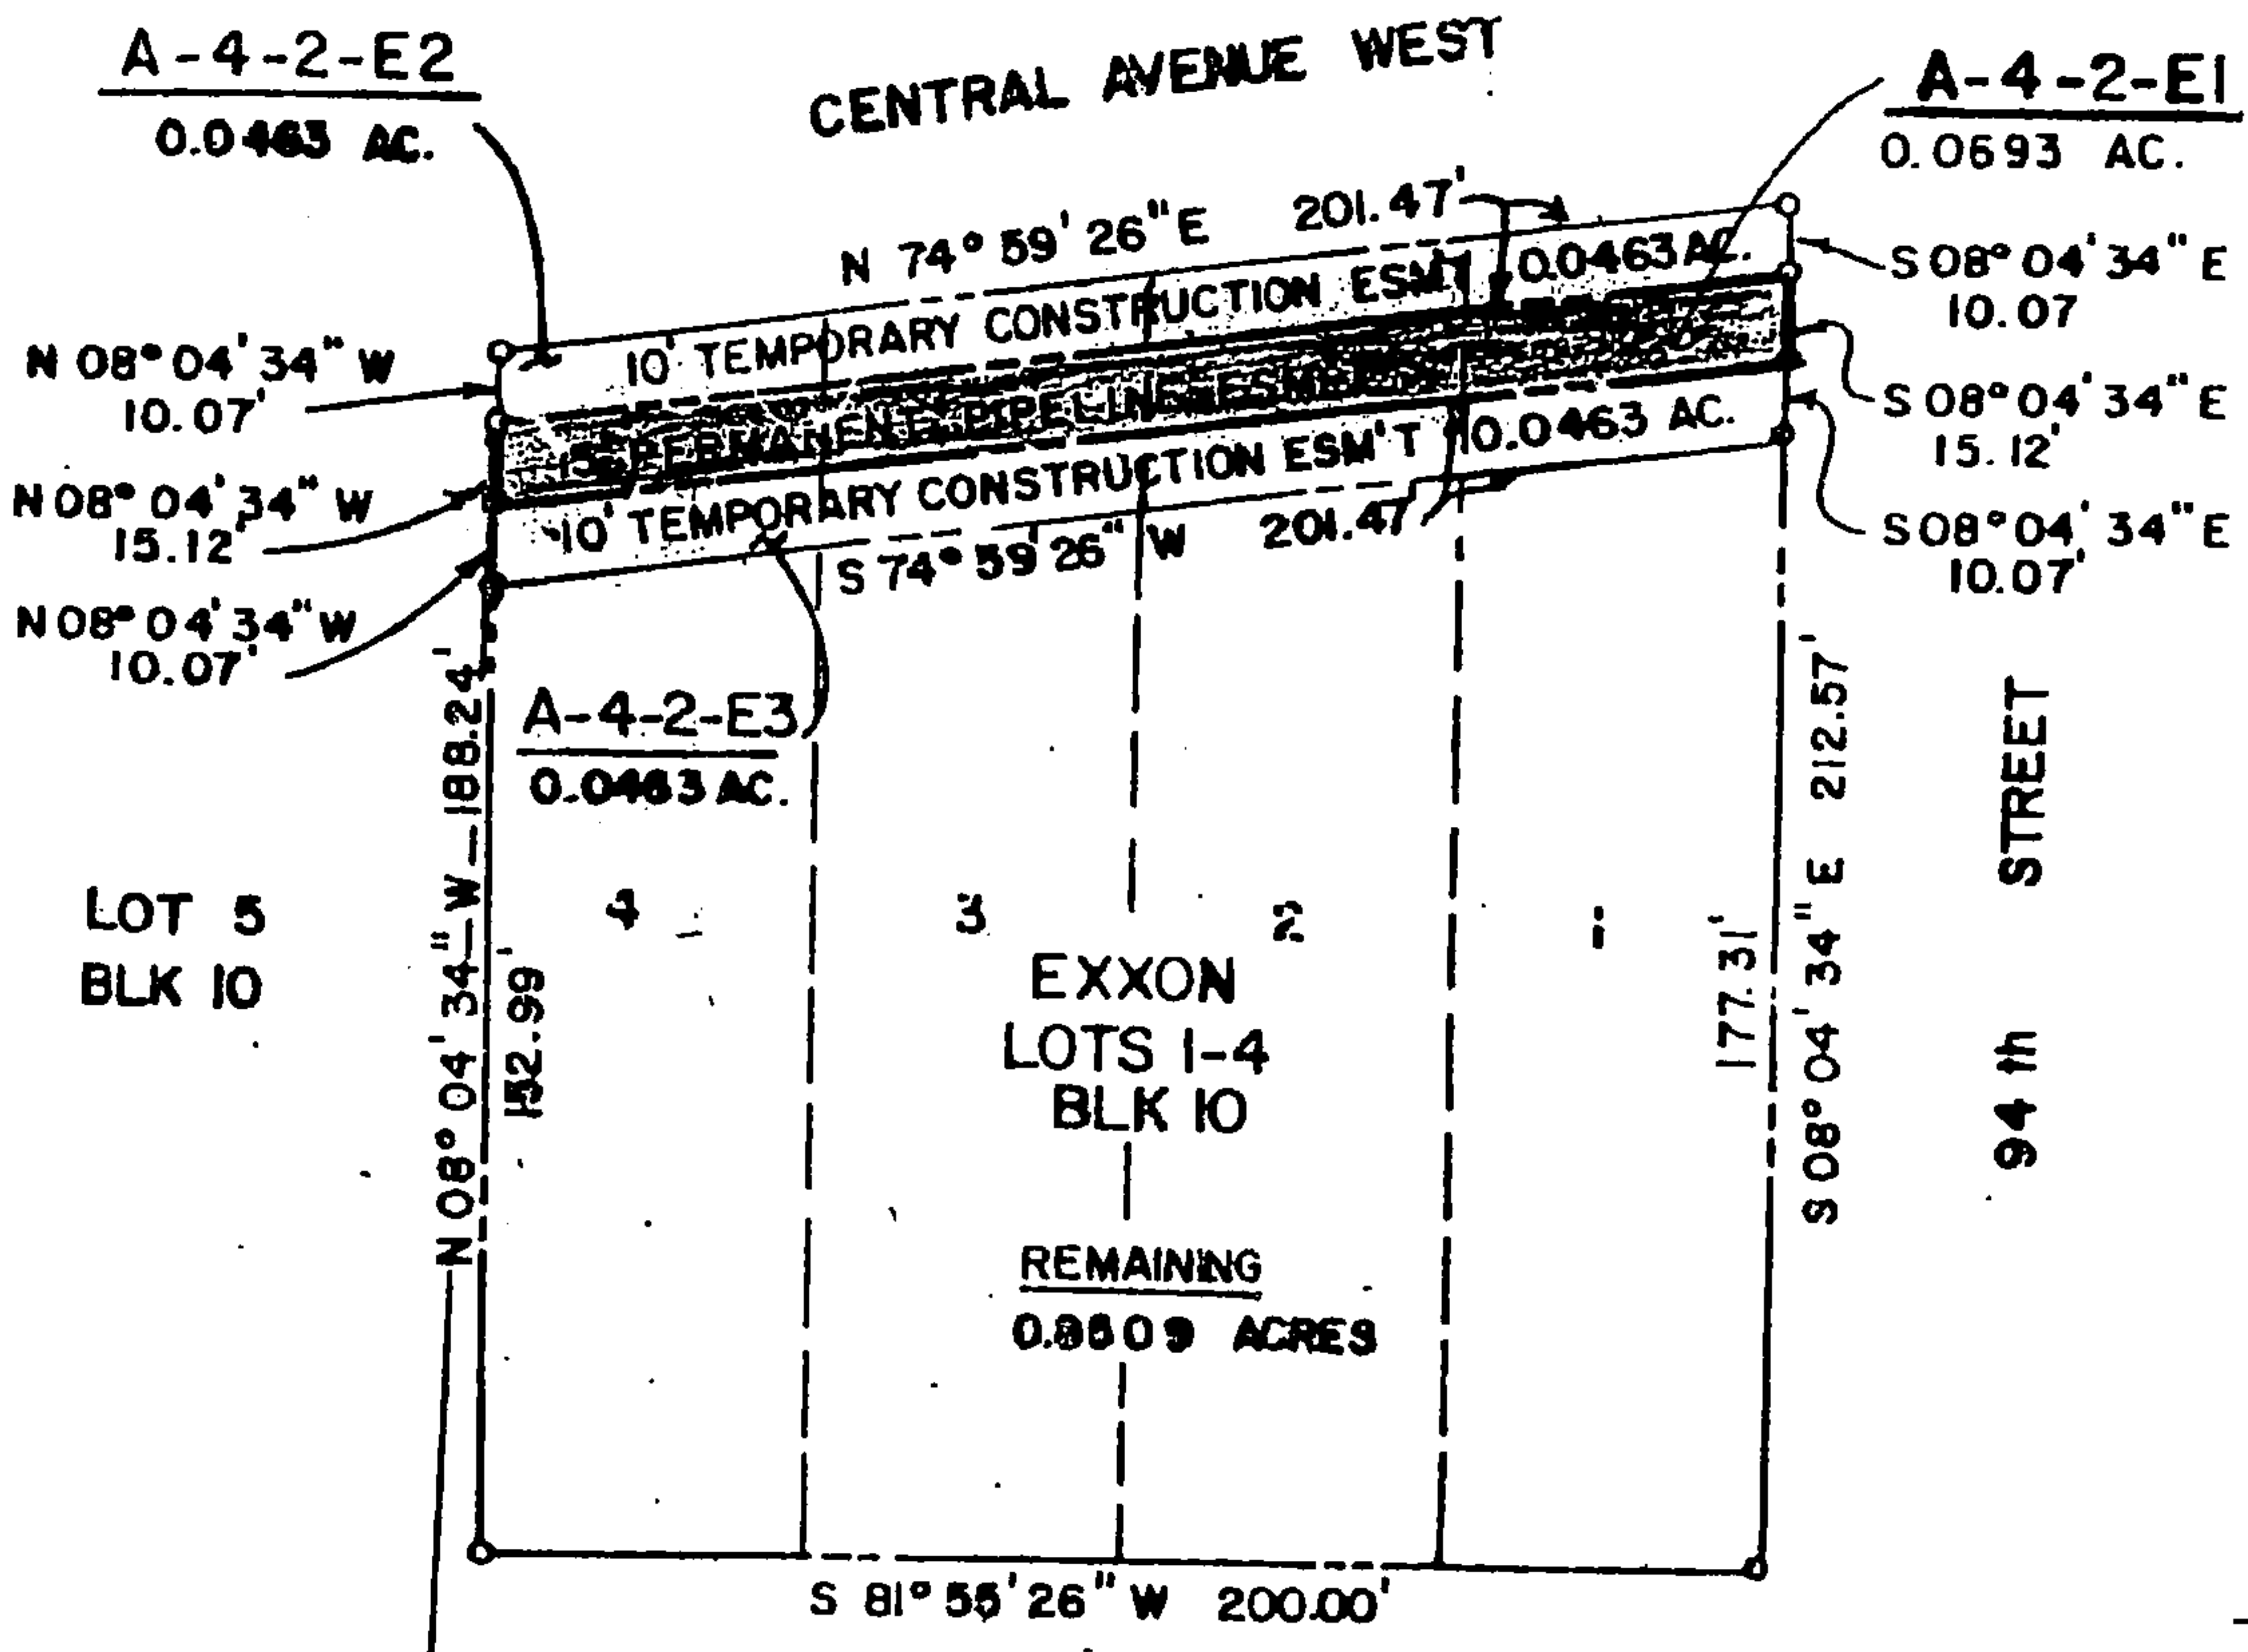 A-4-2-E2
0.0463 AC.
CENTRAL AVENUE WEST
A-4-2-E1
0.0693 AC.
N 74° 59' 26" E 201.47'
10' TEMPORARY CONSTRUCTION ESM'T 0.0463 AC.
S 08° 04' 34" E
10.07
N 08° 04' 34" W
10.07'
PERMANENT PIPELINE ESM'T
S 08° 04' 34" E
15.12'
N 08° 04' 34" W
15.12'
10' TEMPORARY CONSTRUCTION ESM'T 0.0463 AC.
S 74° 59' 26" W 201.47'
S 08° 04' 34" E
10.07'
N 08° 04' 34" W
10.07'
A-4-2-E3
0.0463 AC.
N 08° 04' 34" W 188.24'
152.99'
177.31'
S 08° 04' 34" E 212.57'
94 th STREET
LOT 5
BLK 10
4 3 2 1
EXXON
LOTS 1-4
BLK 10
REMAINING
ACRES
S 81° 55' 26" W 200.00'